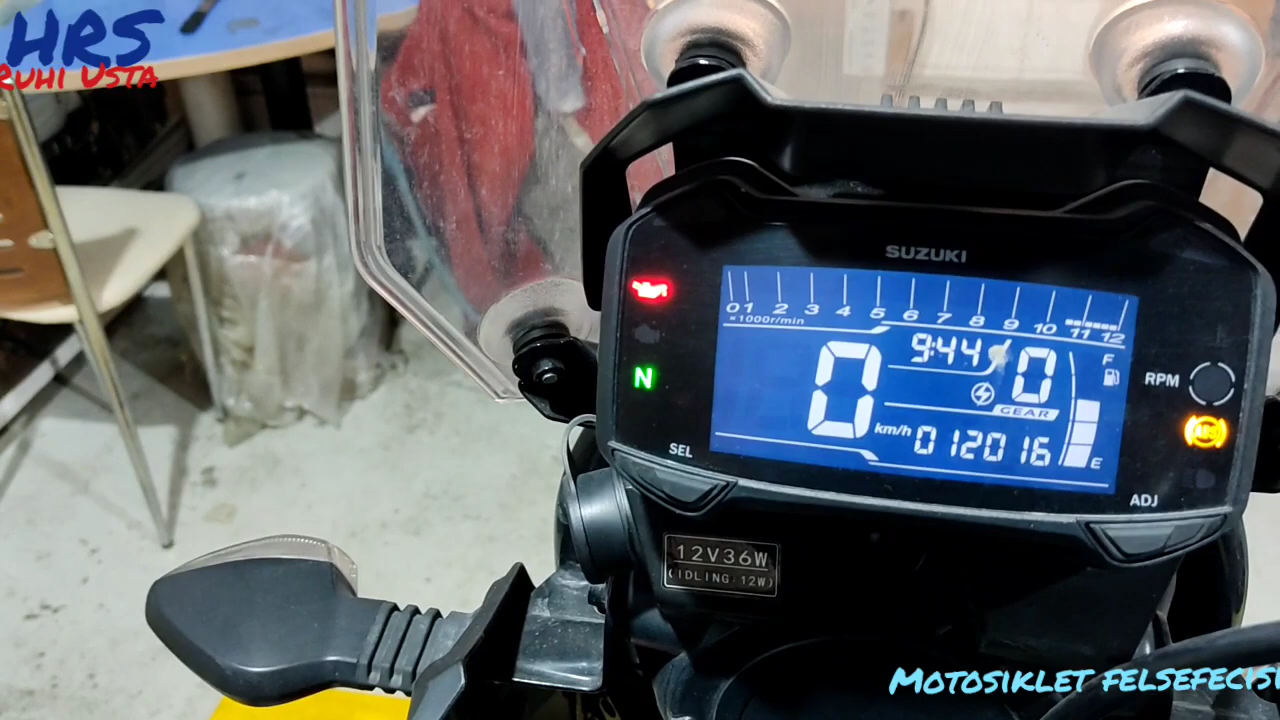 HRS
RUHI USTA
SUZUKI
0 1 2 3 4 5 6 7 8 9 10 11 12
×1000r/min
9:44
0
0
GEAR
km/h
012016
F
E
N
RPM
ABS
SEL
ADJ
12V36W
(IDLING:12W)
MOTOSIKLET FELSEFECISI